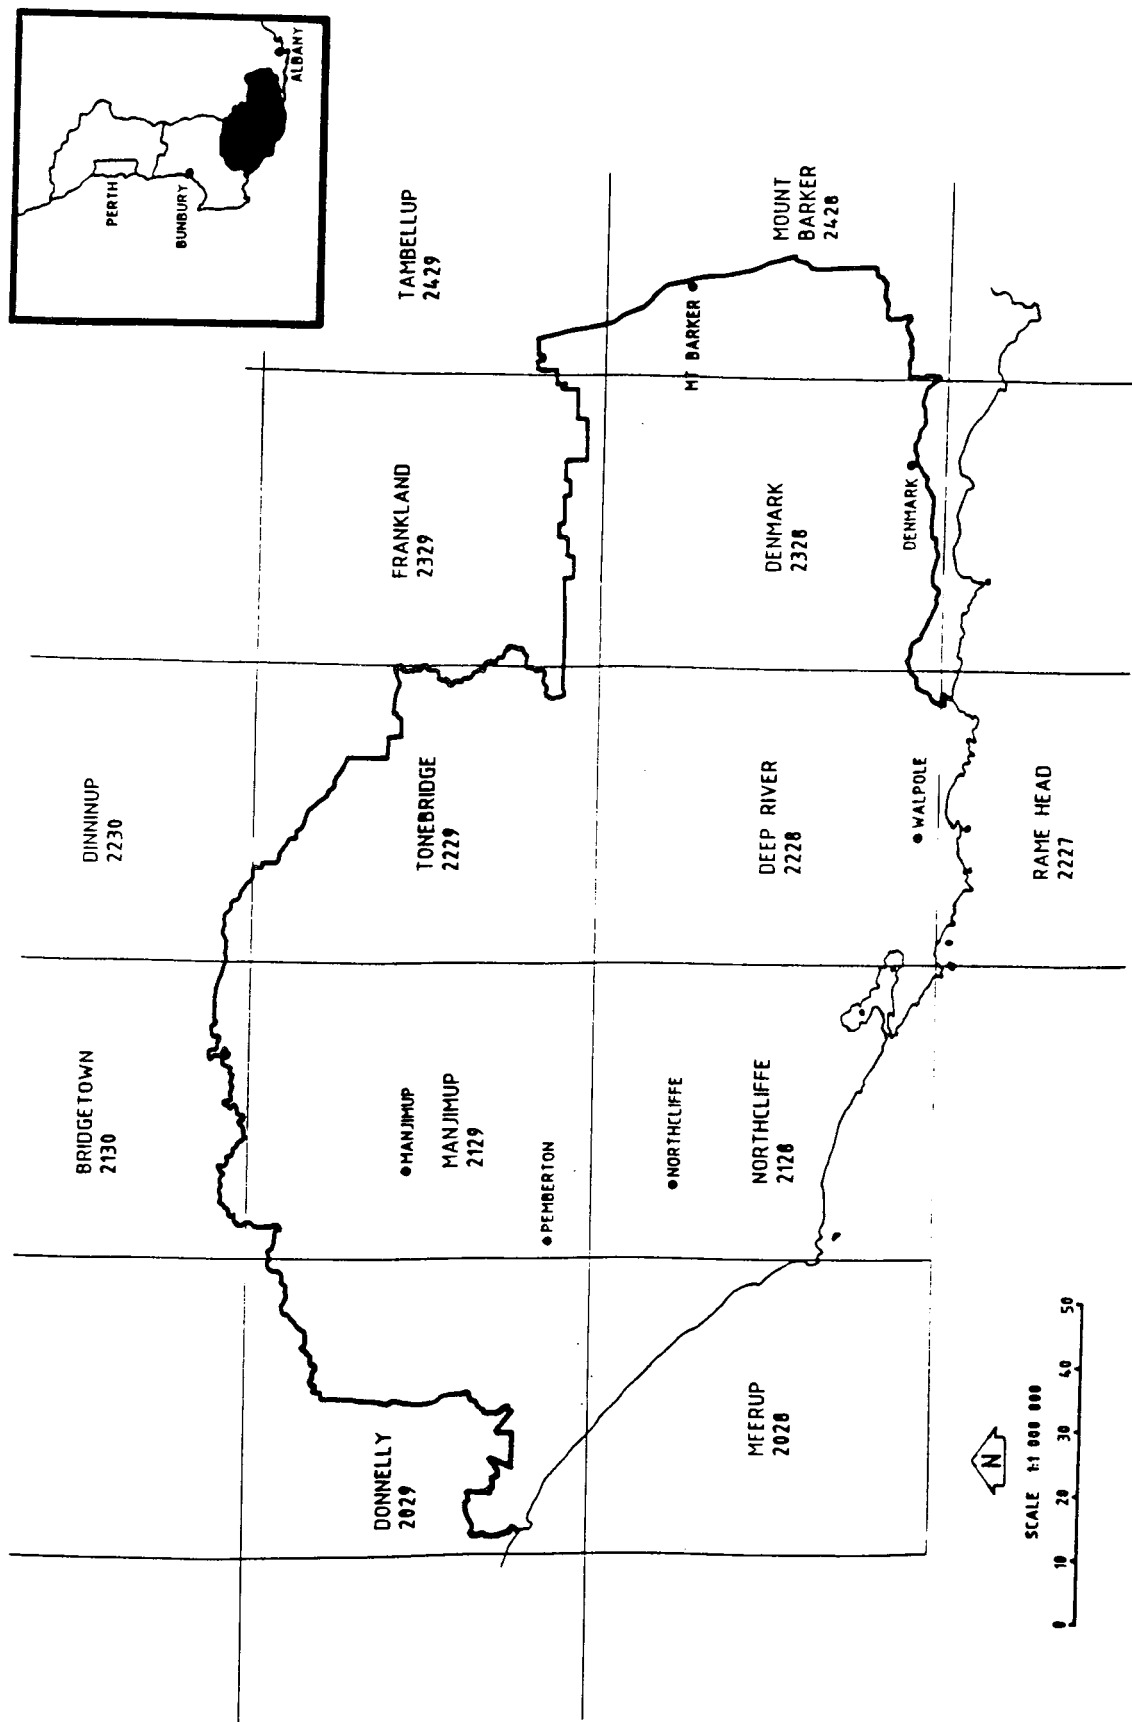 PERTH
BUNBURY
ALBANY
BRIDGETOWN
2130
DINNINUP
2230
TAMBELLUP
2429
DONNELLY
2029
MANJIMUP
MANJIMUP
2129
PEMBERTON
TONEBRIDGE
2229
FRANKLAND
2329
MEERUP
2028
NORTHCLIFFE
NORTHCLIFFE
2128
DEEP RIVER
2228
WALPOLE
DENMARK
2328
DENMARK
MT BARKER
MOUNT
BARKER
2428
RAME HEAD
2227
N
SCALE 1:1 000 000
0 10 20 30 40 50